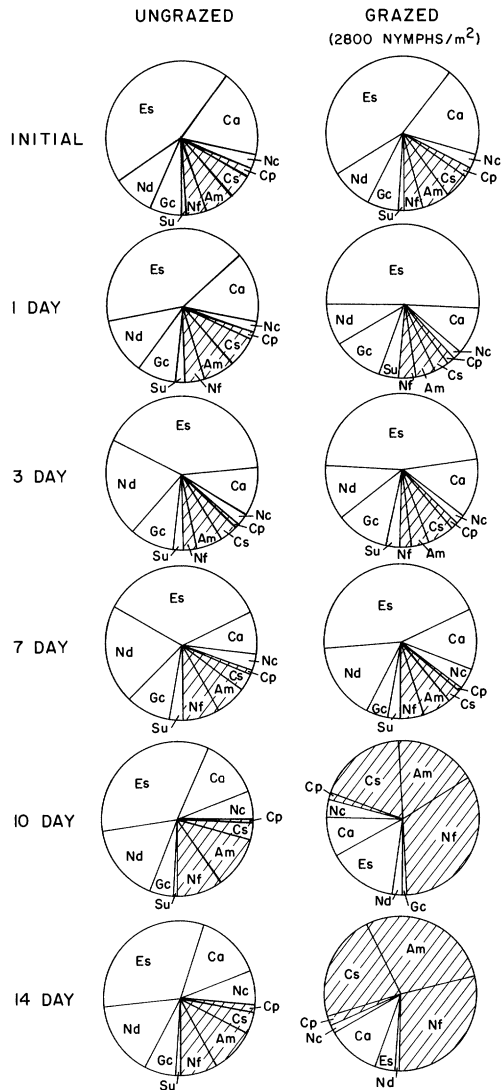 UNGRAZED GRAZED
(2800 NYMPHS/m²)
INITIAL
Es Ca Nc Cp Cs Am Nf Su Gc Nd
Es Ca Nc Cp Cs Am Nf Su Gc Nd
1 DAY
Es Ca Nc Cp Cs Am Nf Su Gc Nd
Es Ca Nc Cp Cs Am Nf Su Gc Nd
3 DAY
Es Ca Nc Cp Cs Am Nf Su Gc Nd
Es Ca Nc Cp Cs Am Nf Su Gc Nd
7 DAY
Es Ca Nc Cp Cs Am Nf Su Gc Nd
Es Ca Nc Cp Cs Am Nf Su Gc Nd
10 DAY
Es Ca Nc Cp Cs Am Nf Su Gc Nd
Cs Am Nf Gc Nd Es Ca Nc Cp
14 DAY
Es Ca Nc Cp Cs Am Nf Su Gc Nd
Cs Am Nf Nd Es Ca Nc Cp